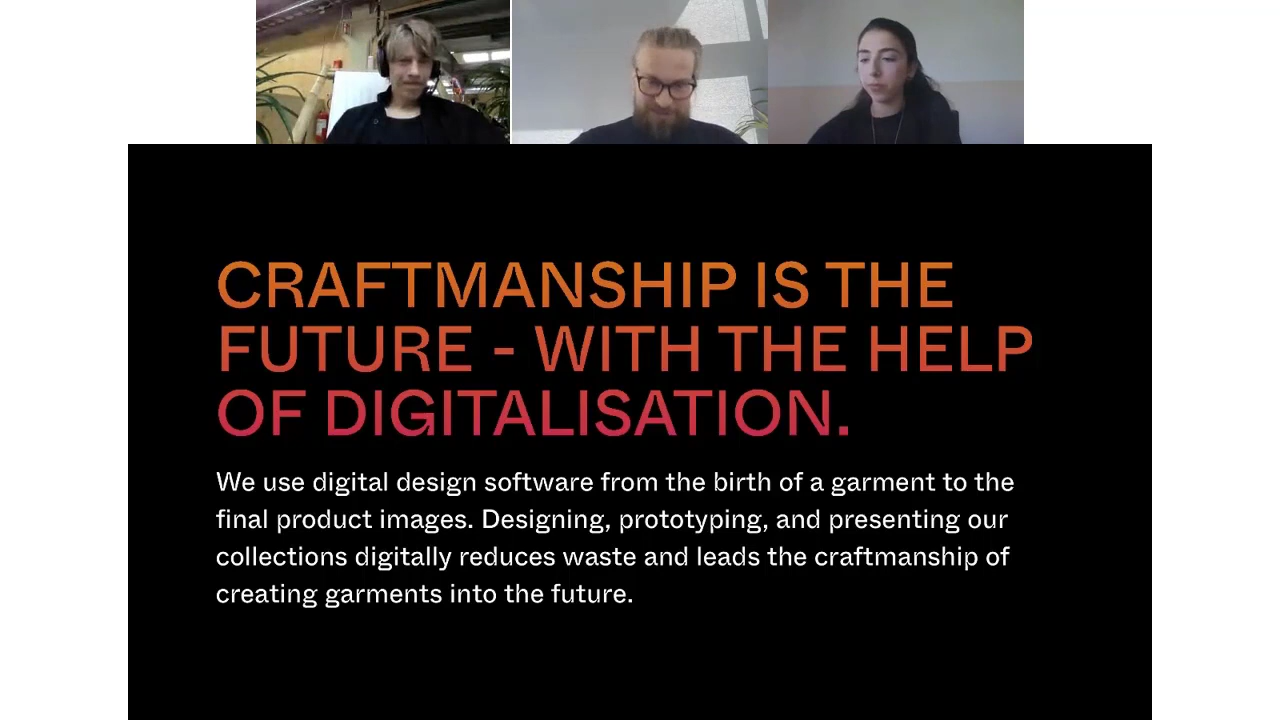 CRAFTMANSHIP IS THE
FUTURE - WITH THE HELP
OF DIGITALISATION.
We use digital design software from the birth of a garment to the
final product images. Designing, prototyping, and presenting our
collections digitally reduces waste and leads the craftmanship of
creating garments into the future.